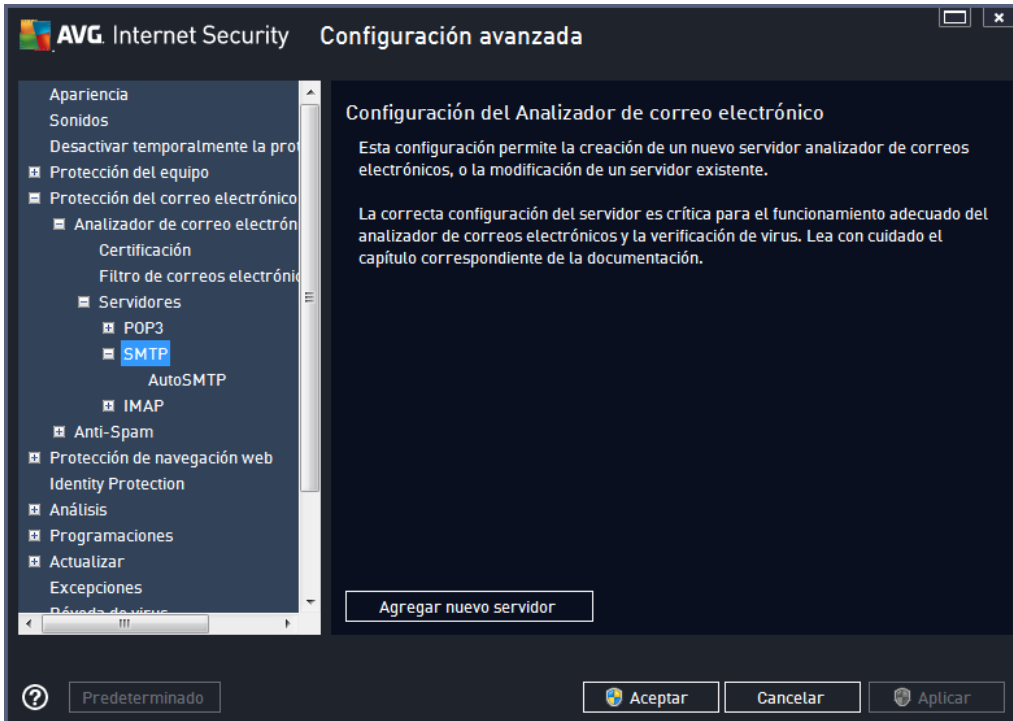 AVG. Internet Security Configuración avanzada
Apariencia
Sonidos
Desactivar temporalmente la prot
Protección del equipo
Protección del correo electrónico
Analizador de correo electrón
Certificación
Filtro de correos electrónic
Servidores
POP3
SMTP
AutoSMTP
IMAP
Anti-Spam
Protección de navegación web
Identity Protection
Análisis
Programaciones
Actualizar
Excepciones
Bóveda de virus
Configuración del Analizador de correo electrónico
Esta configuración permite la creación de un nuevo servidor analizador de correos
electrónicos, o la modificación de un servidor existente.
La correcta configuración del servidor es crítica para el funcionamiento adecuado del
analizador de correos electrónicos y la verificación de virus. Lea con cuidado el
capítulo correspondiente de la documentación.
Agregar nuevo servidor
Predeterminado
Aceptar
Cancelar
Aplicar